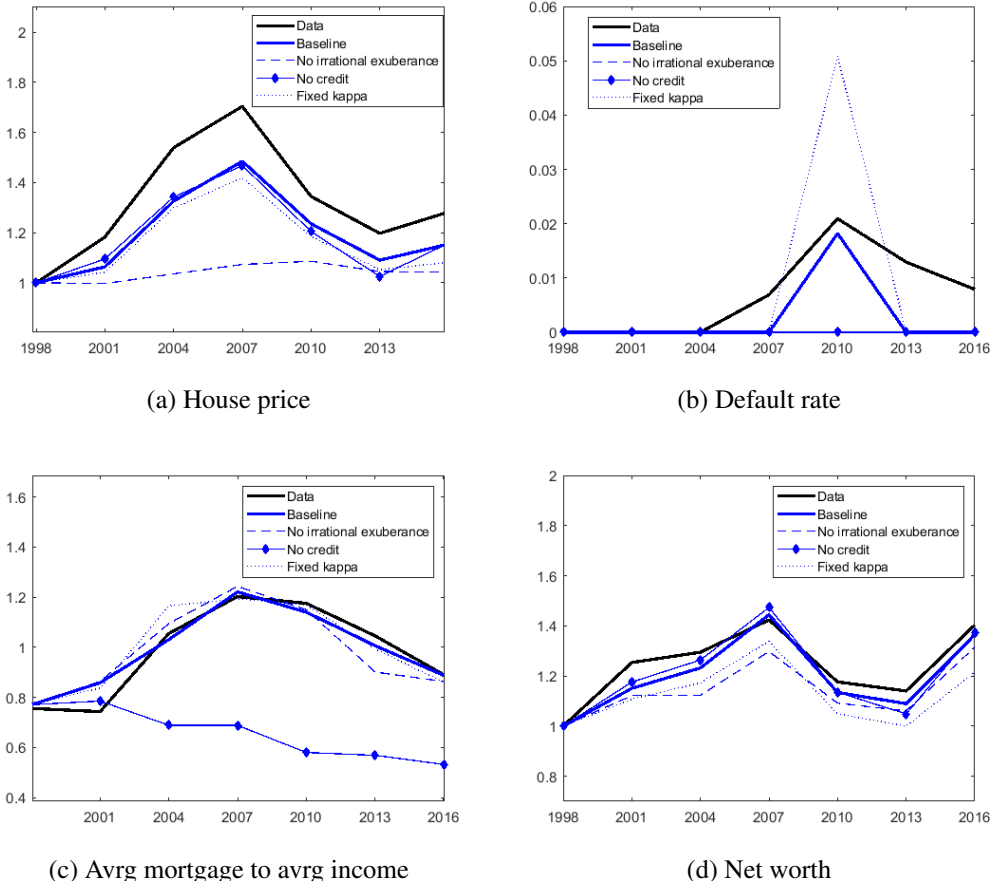 2
1.8
1.6
1.4
1.2
1
1998
2001
2004
2007
2010
2013
Data
Baseline
No irrational exuberance
No credit
Fixed kappa
(a) House price
0.06
0.05
0.04
0.03
0.02
0.01
0
1998
2001
2004
2007
2010
2013
2016
Data
Baseline
No irrational exuberance
No credit
Fixed kappa
(b) Default rate
1.6
1.4
1.2
1
0.8
0.6
0.4
2001
2004
2007
2010
2013
2016
Data
Baseline
No irrational exuberance
No credit
Fixed kappa
(c) Avrg mortgage to avrg income
2
1.8
1.6
1.4
1.2
1
0.8
1998
2001
2004
2007
2010
2013
2016
Data
Baseline
No irrational exuberance
No credit
Fixed kappa
(d) Net worth